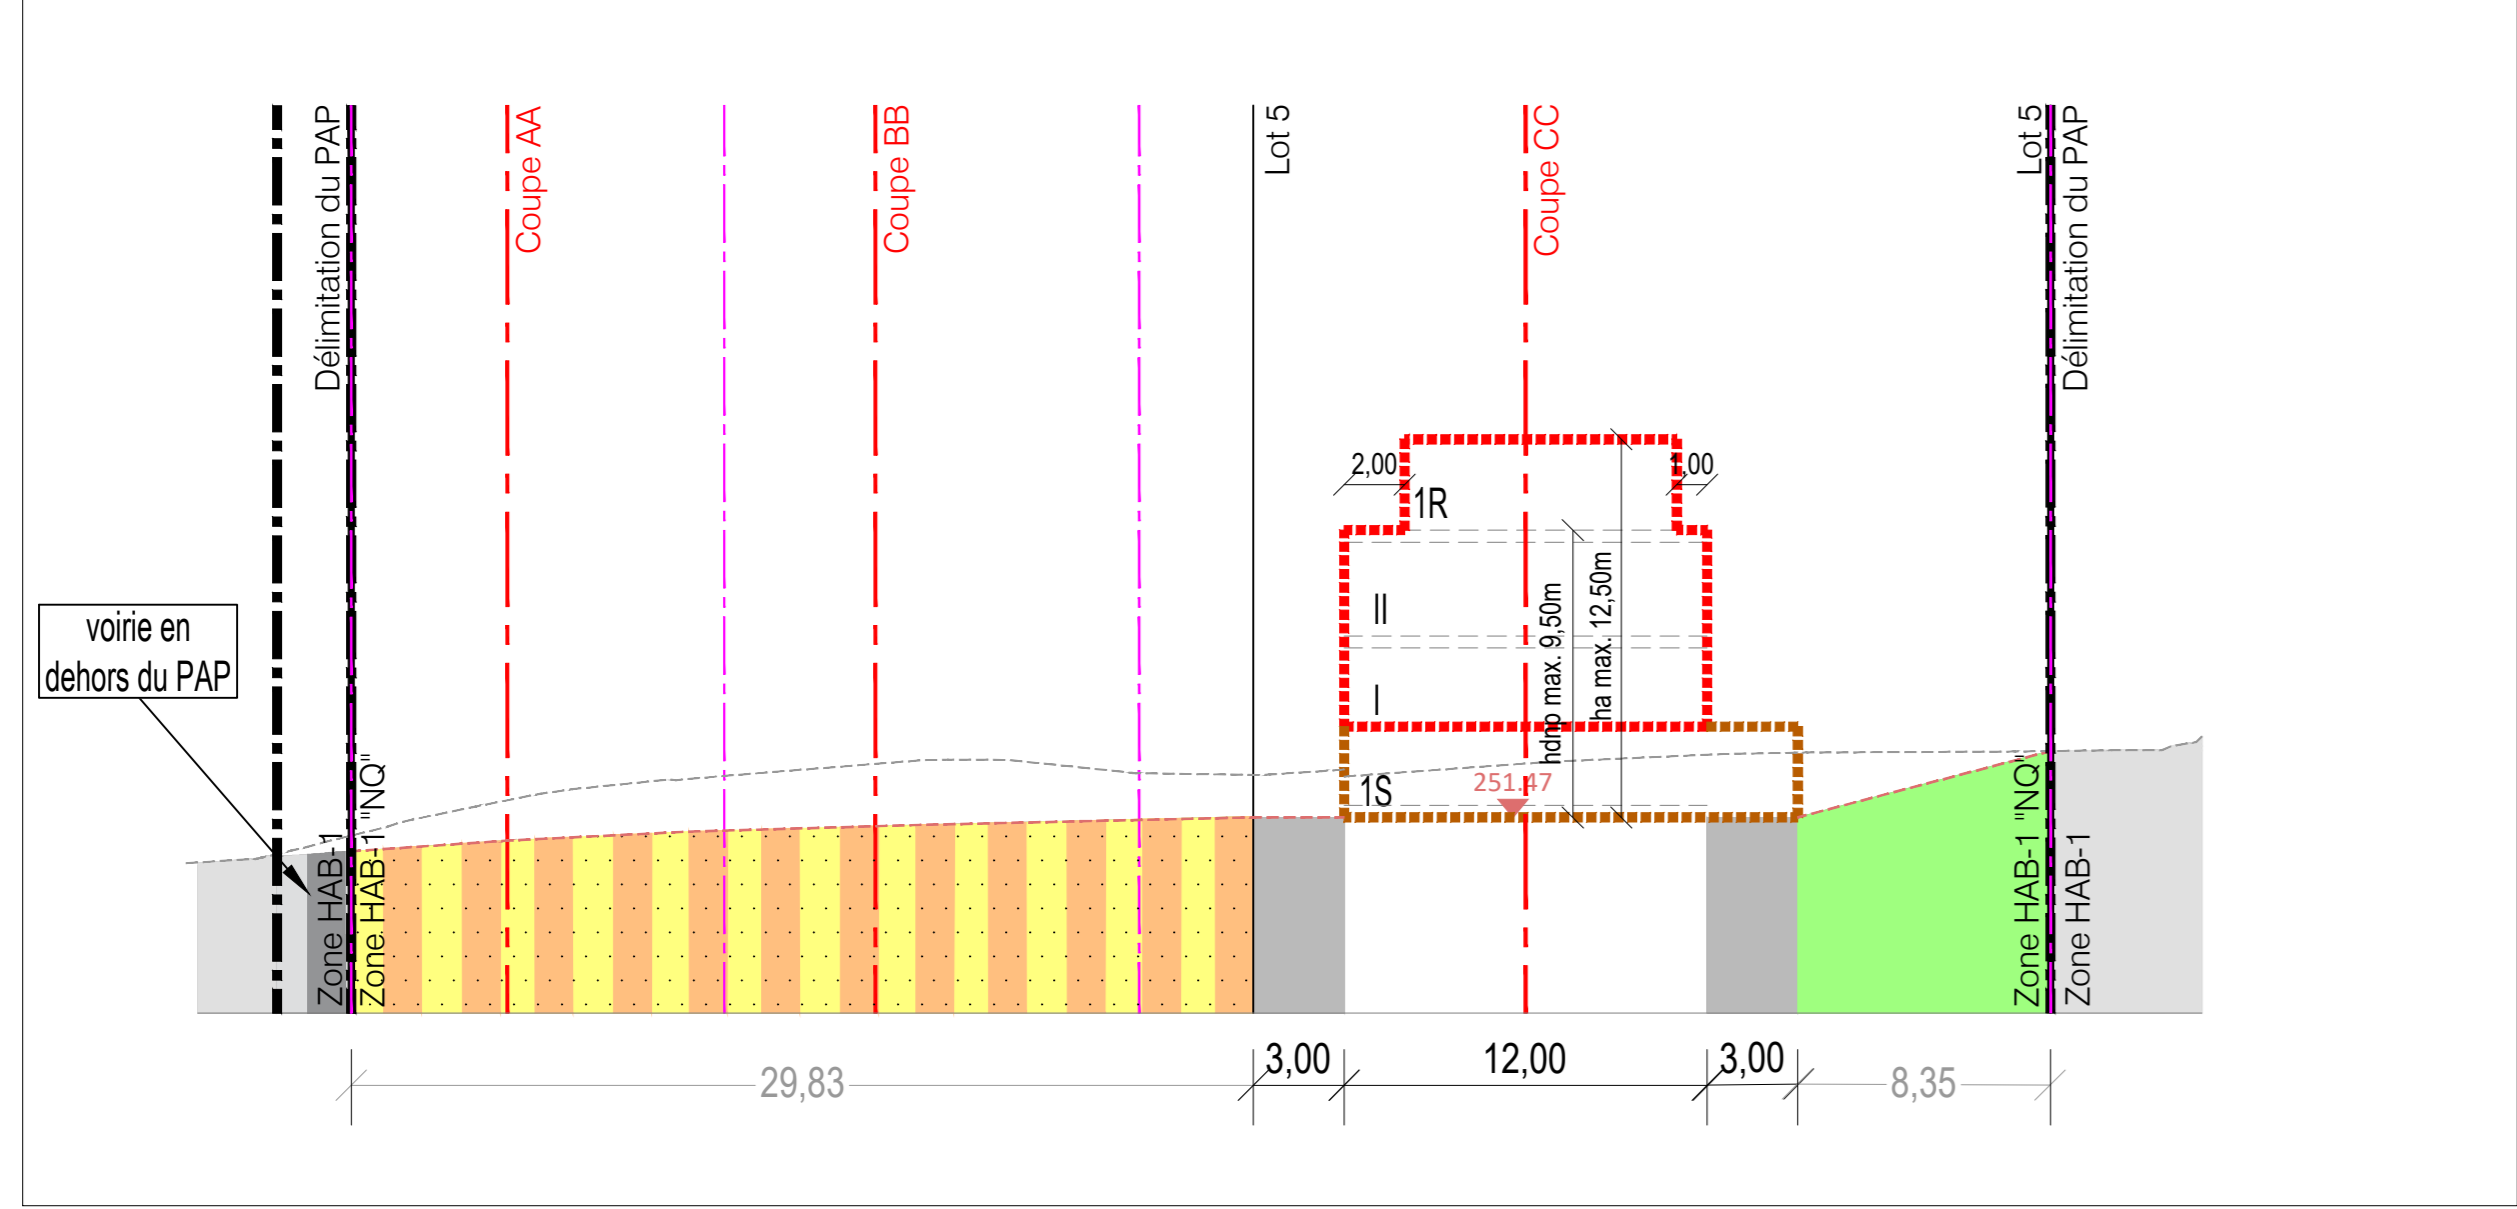 Délimitation du PAP
Coupe AA
Coupe BB
Lot 5
Coupe CC
Lot 5
Délimitation du PAP
2,00
1,00
1R
II
I
1S
hdnp max. 9,50m
ha max. 12,50m
251.47
voirie en
dehors du PAP
Zone HAB-1
Zone HAB-1 "NQ"
Zone HAB-1 "NQ"
Zone HAB-1
29,83
3,00
12,00
3,00
8,35